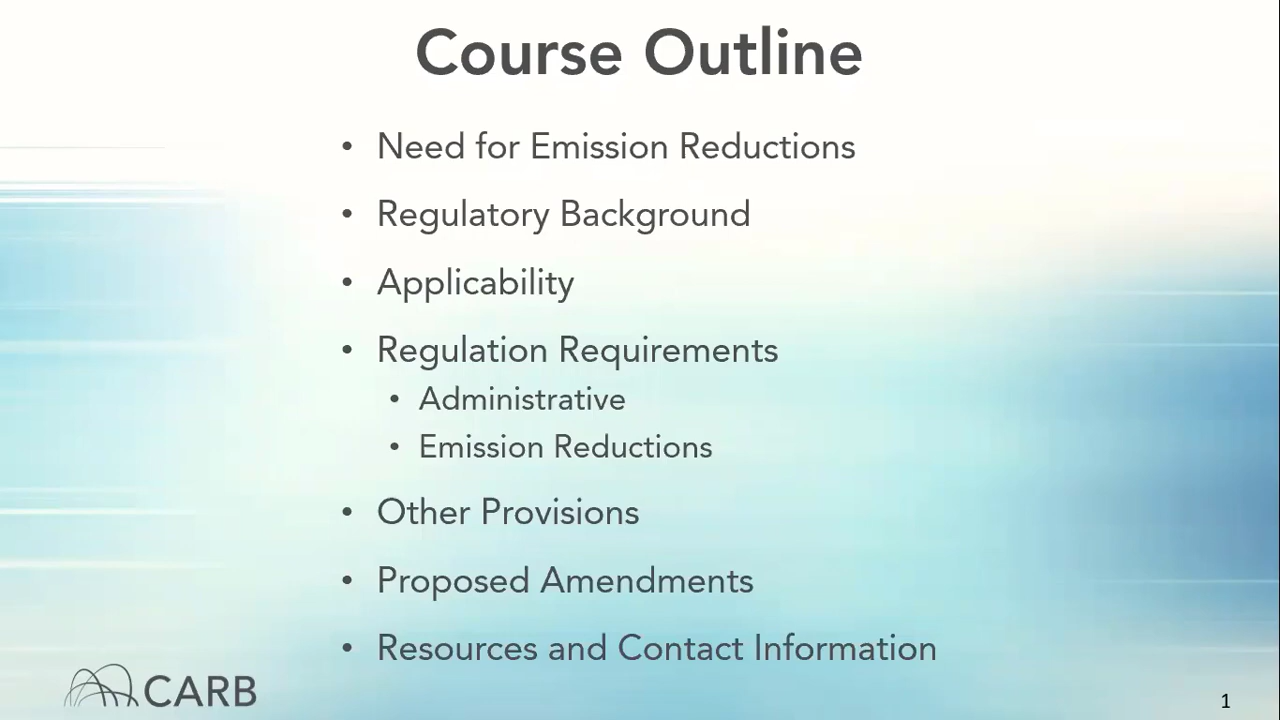 Course Outline
• Need for Emission Reductions
• Regulatory Background
• Applicability
• Regulation Requirements
• Administrative
• Emission Reductions
• Other Provisions
• Proposed Amendments
• Resources and Contact Information
CARB
1